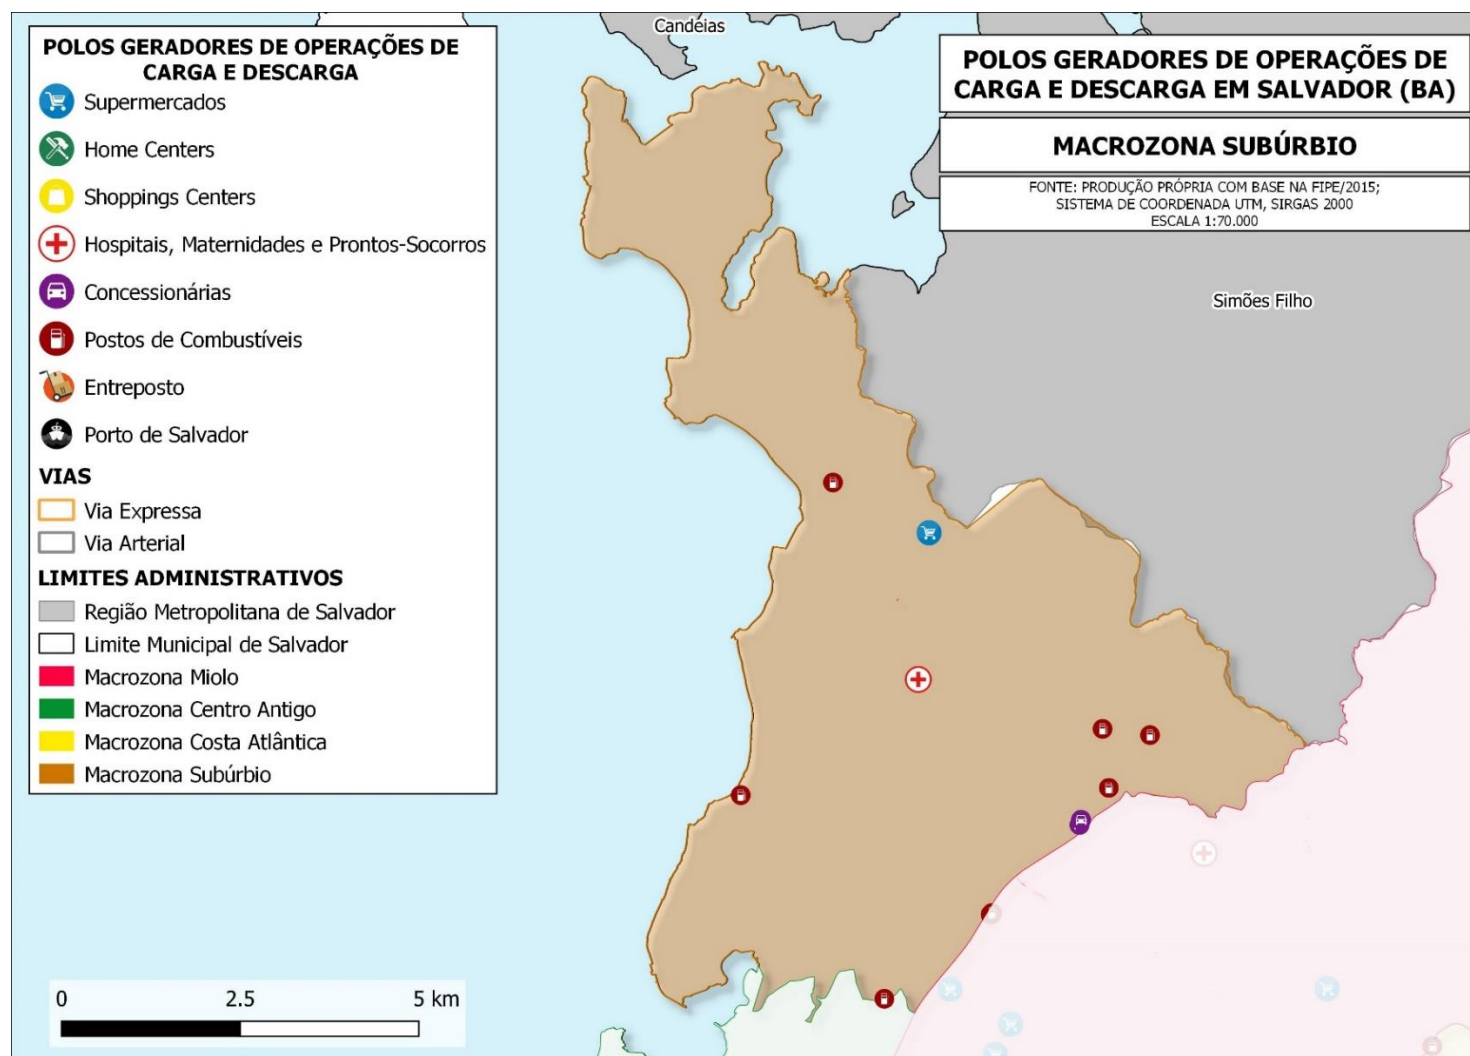 Candeias
POLOS GERADORES DE OPERAÇÕES DE
CARGA E DESCARGA
Supermercados
Home Centers
Shoppings Centers
Hospitais, Maternidades e Prontos-Socorros
Concessionárias
Postos de Combustíveis
Entreposto
Porto de Salvador
VIAS
Via Expressa
Via Arterial
LIMITES ADMINISTRATIVOS
Região Metropolitana de Salvador
Limite Municipal de Salvador
Macrozona Miolo
Macrozona Centro Antigo
Macrozona Costa Atlântica
Macrozona Subúrbio
POLOS GERADORES DE OPERAÇÕES DE
CARGA E DESCARGA EM SALVADOR (BA)
MACROZONA SUBÚRBIO
FONTE: PRODUÇÃO PRÓPRIA COM BASE NA FIPE/2015;
SISTEMA DE COORDENADA UTM, SIRGAS 2000
ESCALA 1:70.000
Simões Filho
0 2.5 5 km